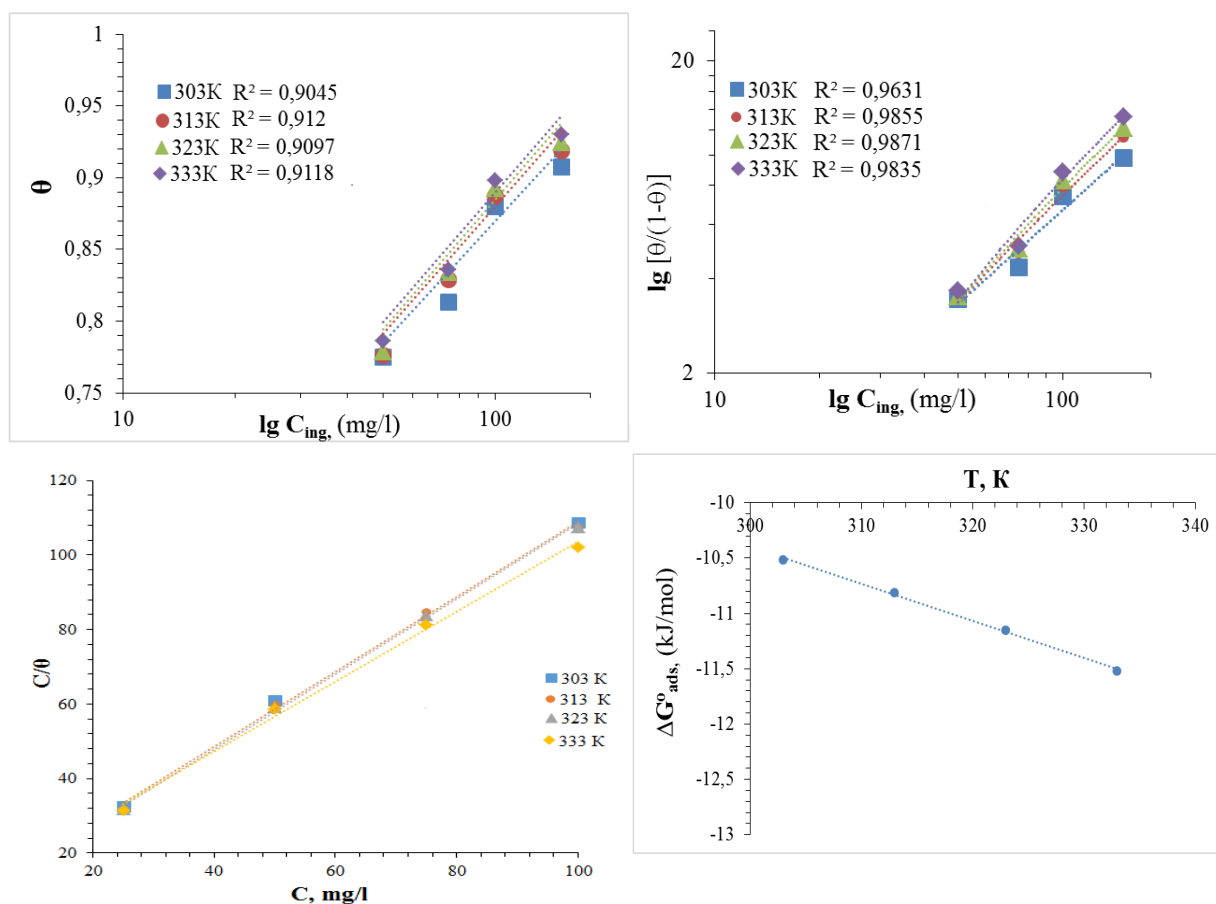 1
0,95
0,9
0,85
0,8
0,75
θ
303K R² = 0,9045
313K R² = 0,912
323K R² = 0,9097
333K R² = 0,9118
10
100
lg C_ing, (mg/l)
20
2
lg [θ/(1-θ)]
303K R² = 0,9631
313K R² = 0,9855
323K R² = 0,9871
333K R² = 0,9835
10
100
lg C_ing, (mg/l)
120
100
80
60
40
20
C/θ
303 K
313 K
323 K
333 K
20
40
60
80
100
C, mg/l
T, K
300
310
320
330
340
-10
-10,5
-11
-11,5
-12
-12,5
-13
ΔG°ads, (kJ/mol)